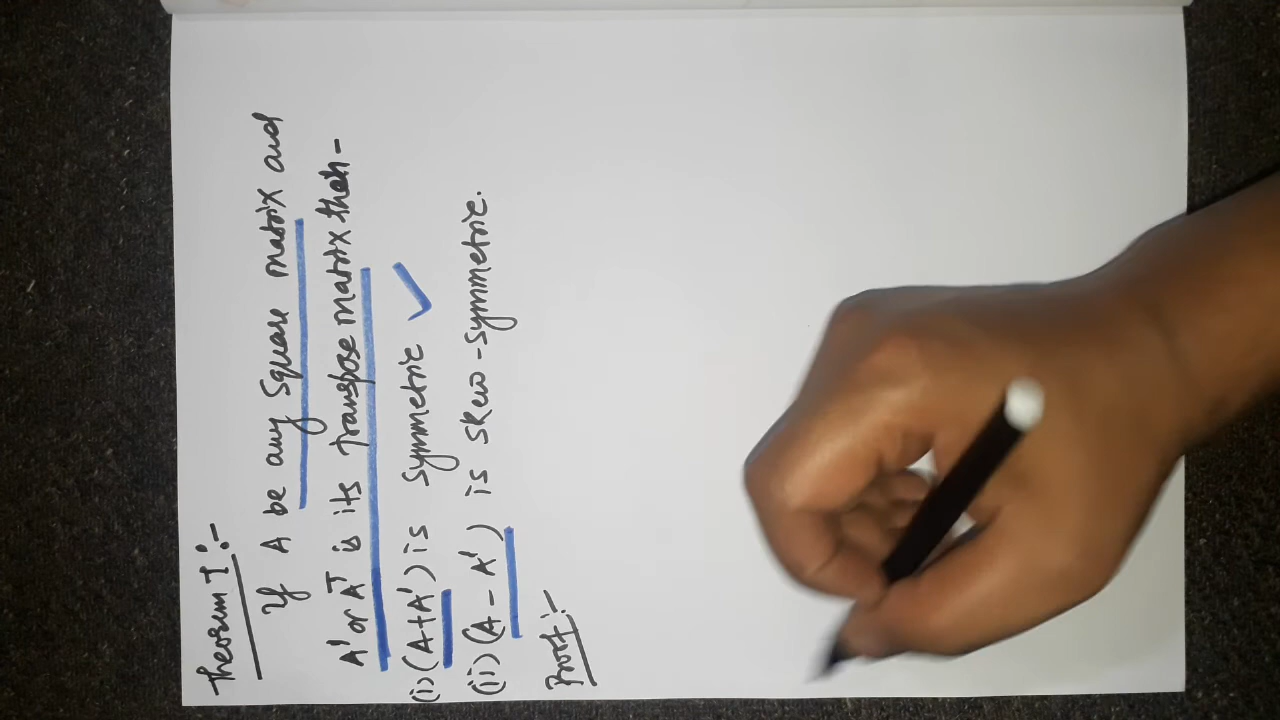 Theorem I :-
If A be any Square matrix and
A' or Aᵀ is its Transpose matrix then -
(i) (A+A') is Symmetric ✓
(ii) (A - A') is Skew-Symmetric.
Proof :-